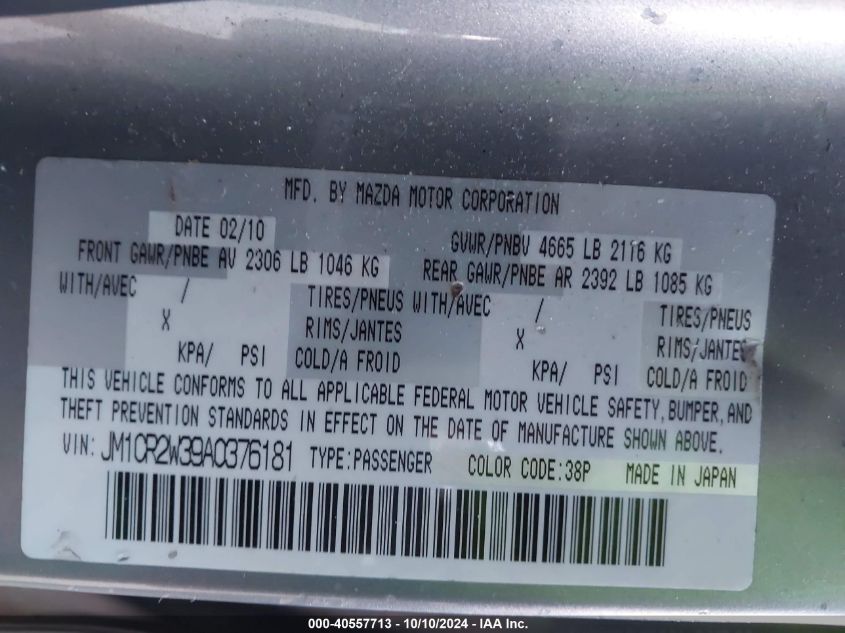 MFD. BY MAZDA MOTOR CORPORATION
DATE 02/10 GVWR/PNBV 4665 LB 2116 KG
FRONT GAWR/PNBE AV 2306 LB 1046 KG REAR GAWR/PNBE AR 2392 LB 1085 KG
WITH/AVEC / TIRES/PNEUS WITH/AVEC / TIRES/PNEUS
X RIMS/JANTES X RIMS/JANTES
KPA/ PSI COLD/A FROID KPA/ PSI COLD/A FROID
THIS VEHICLE CONFORMS TO ALL APPLICABLE FEDERAL MOTOR VEHICLE SAFETY, BUMPER, AND
THEFT PREVENTION STANDARDS IN EFFECT ON THE DATE OF MANUFACTURE SHOWN ABOVE.
VIN: JM1CR2W39A0376181 TYPE:PASSENGER COLOR CODE:38P MADE IN JAPAN
000-40557713 - 10/10/2024 - IAA Inc.